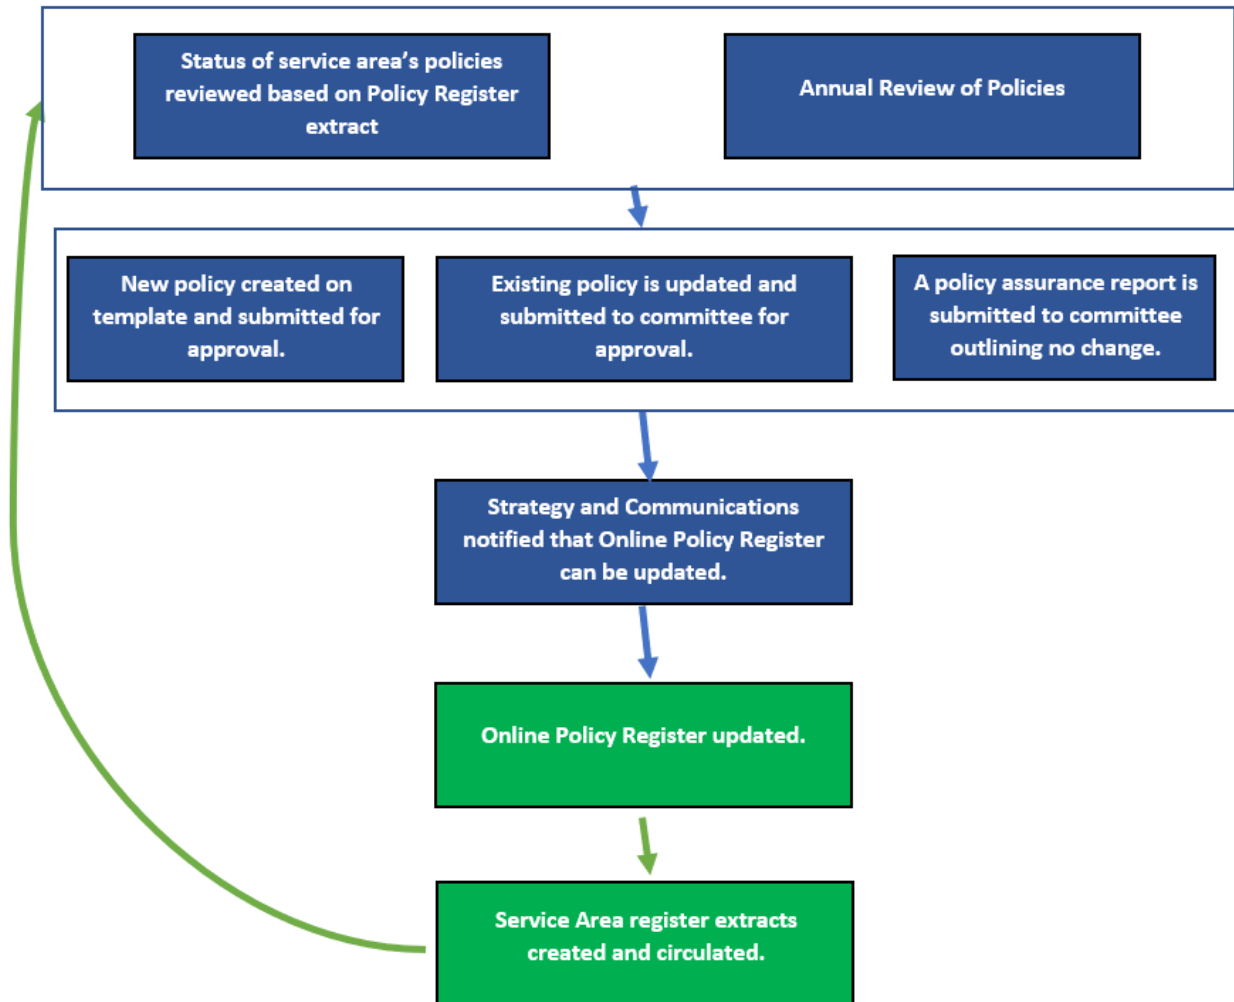 Status of service area’s policies
reviewed based on Policy Register
extract
Annual Review of Policies
New policy created on
template and submitted for
approval.
Existing policy is updated and
submitted to committee for
approval.
A policy assurance report is
submitted to committee
outlining no change.
Strategy and Communications
notified that Online Policy Register
can be updated.
Online Policy Register updated.
Service Area register extracts
created and circulated.